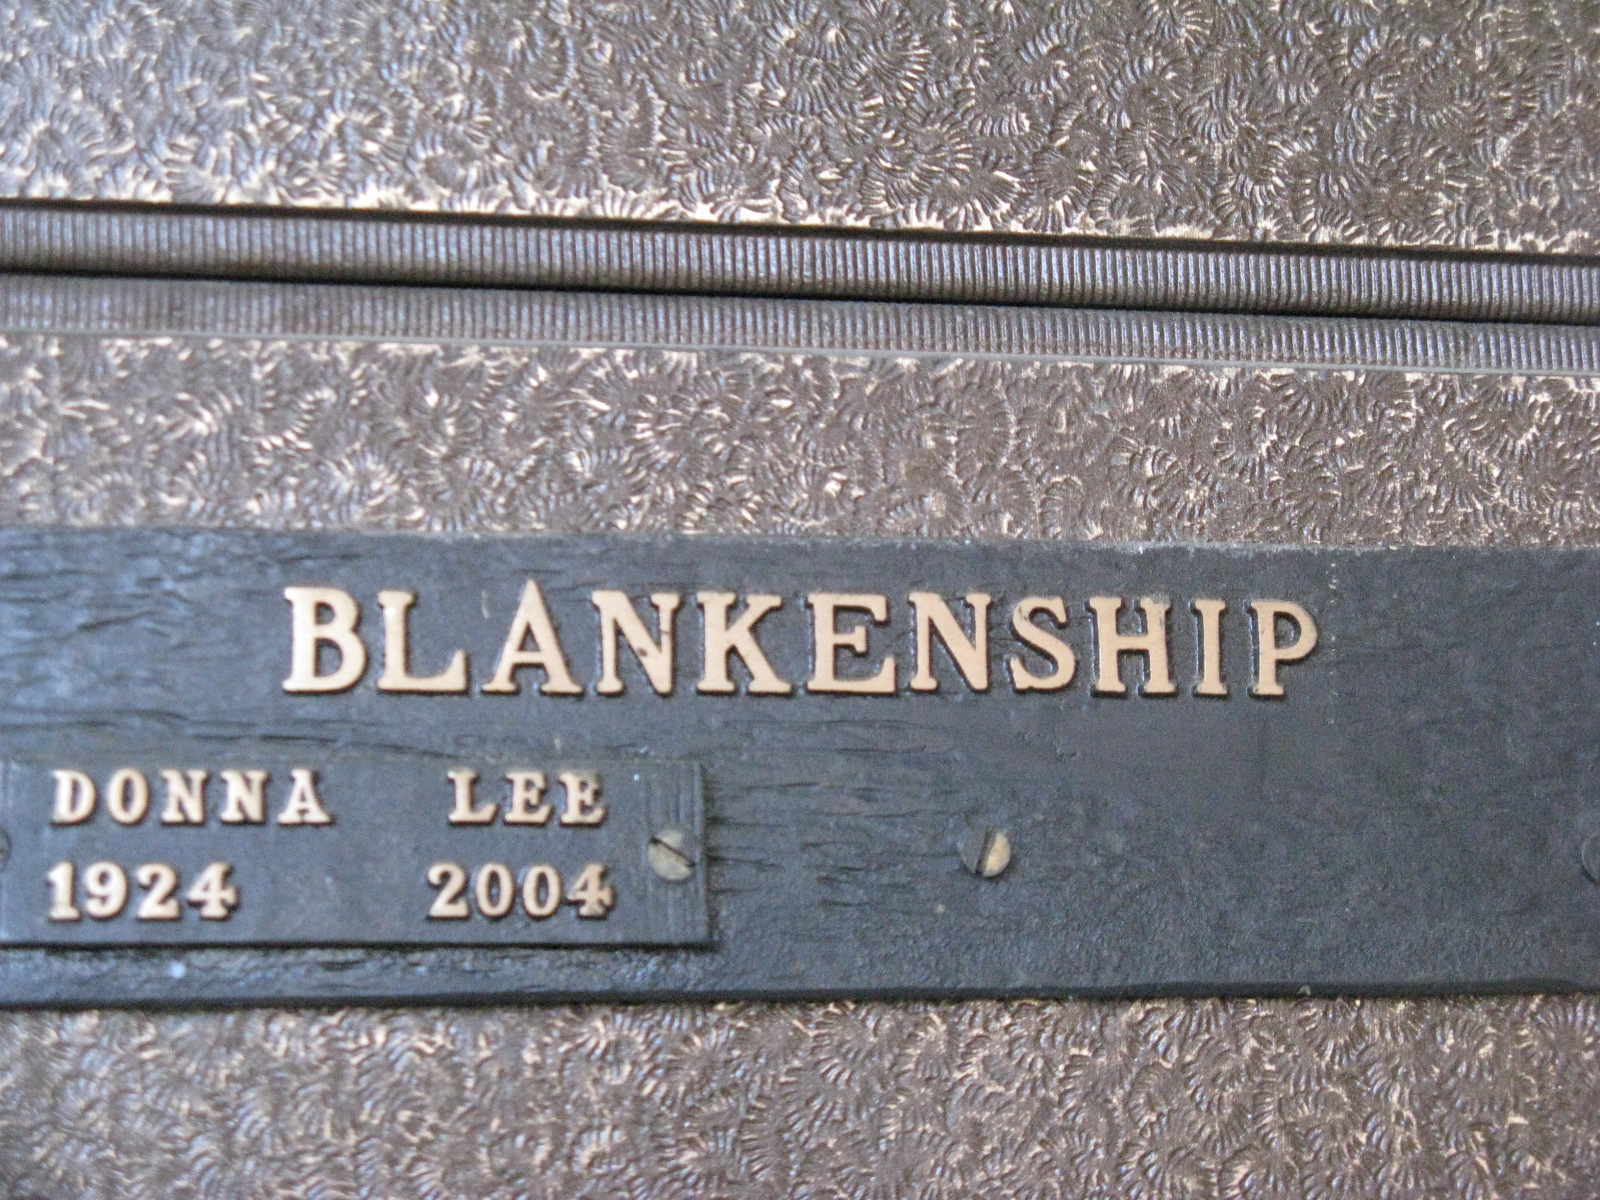 BLANKENSHIP
DONNA LEE
1924 2004